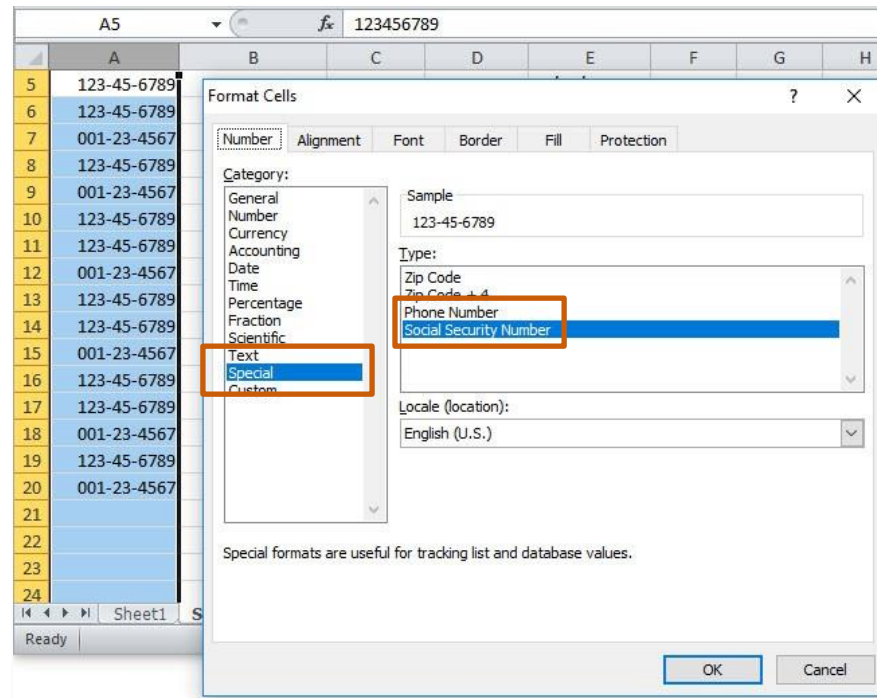 A5 fx 123456789
A B C D E F G H
5 123-45-6789
6 123-45-6789
7 001-23-4567
8 123-45-6789
9 001-23-4567
10 123-45-6789
11 123-45-6789
12 001-23-4567
13 123-45-6789
14 123-45-6789
15 001-23-4567
16 123-45-6789
17 123-45-6789
18 001-23-4567
19 123-45-6789
20 001-23-4567
21
22
23
24
Sheet1 S
Ready
Format Cells ?
Number Alignment Font Border Fill Protection
Category:
General
Number
Currency
Accounting
Date
Time
Percentage
Fraction
Scientific
Text
Special
Custom
Sample
123-45-6789
Type:
Zip Code
Zip Code + 4
Phone Number
Social Security Number
Locale (location):
English (U.S.)
Special formats are useful for tracking list and database values.
OK Cancel